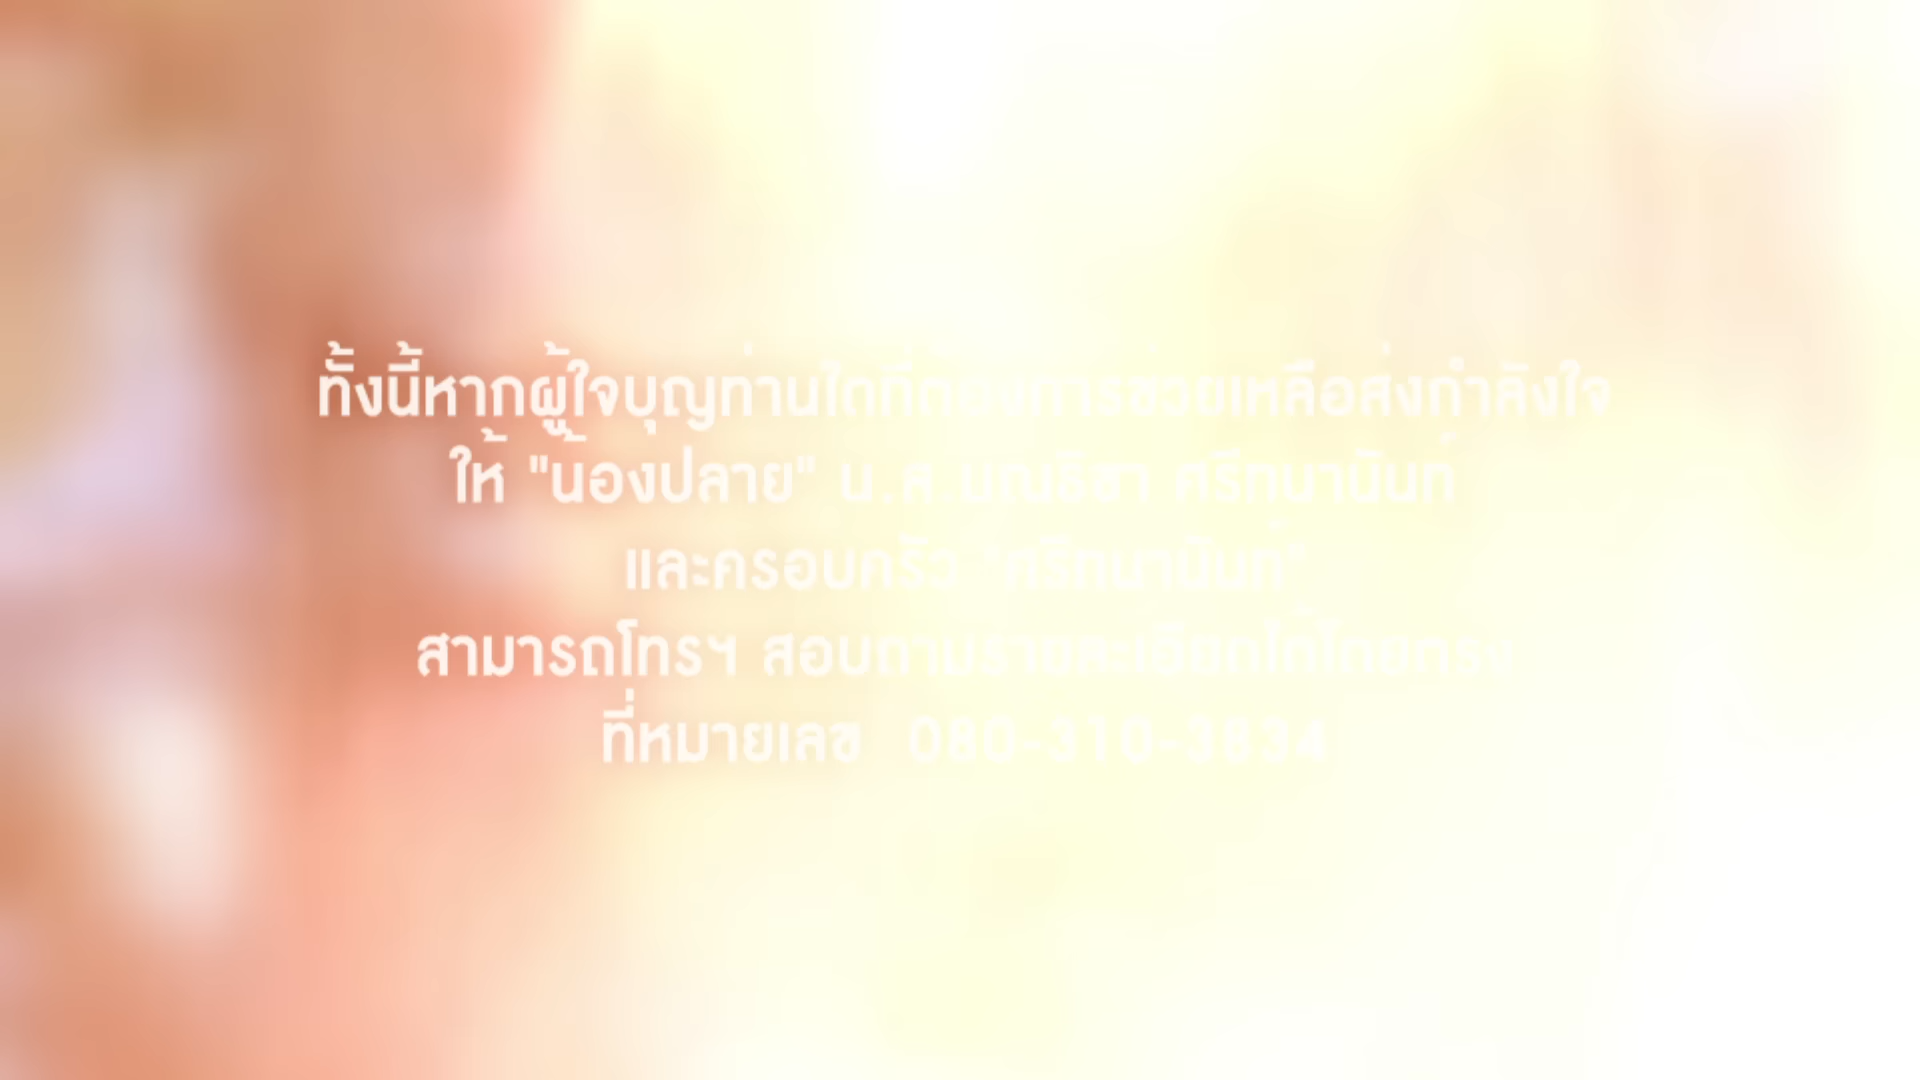 ทั้งนี้หากผู้ใจบุญท่านใดที่ต้องการช่วยเหลือส่งกำลังใจ
ให้ "น้องปลาย" น.ส. ศรีทนานันท์
และครอบครัว "ศรีทนานันท์"
สามารถโทรฯ สอบถามรายละเอียดได้โดยตรง
ที่หมายเลข 080-310-3634